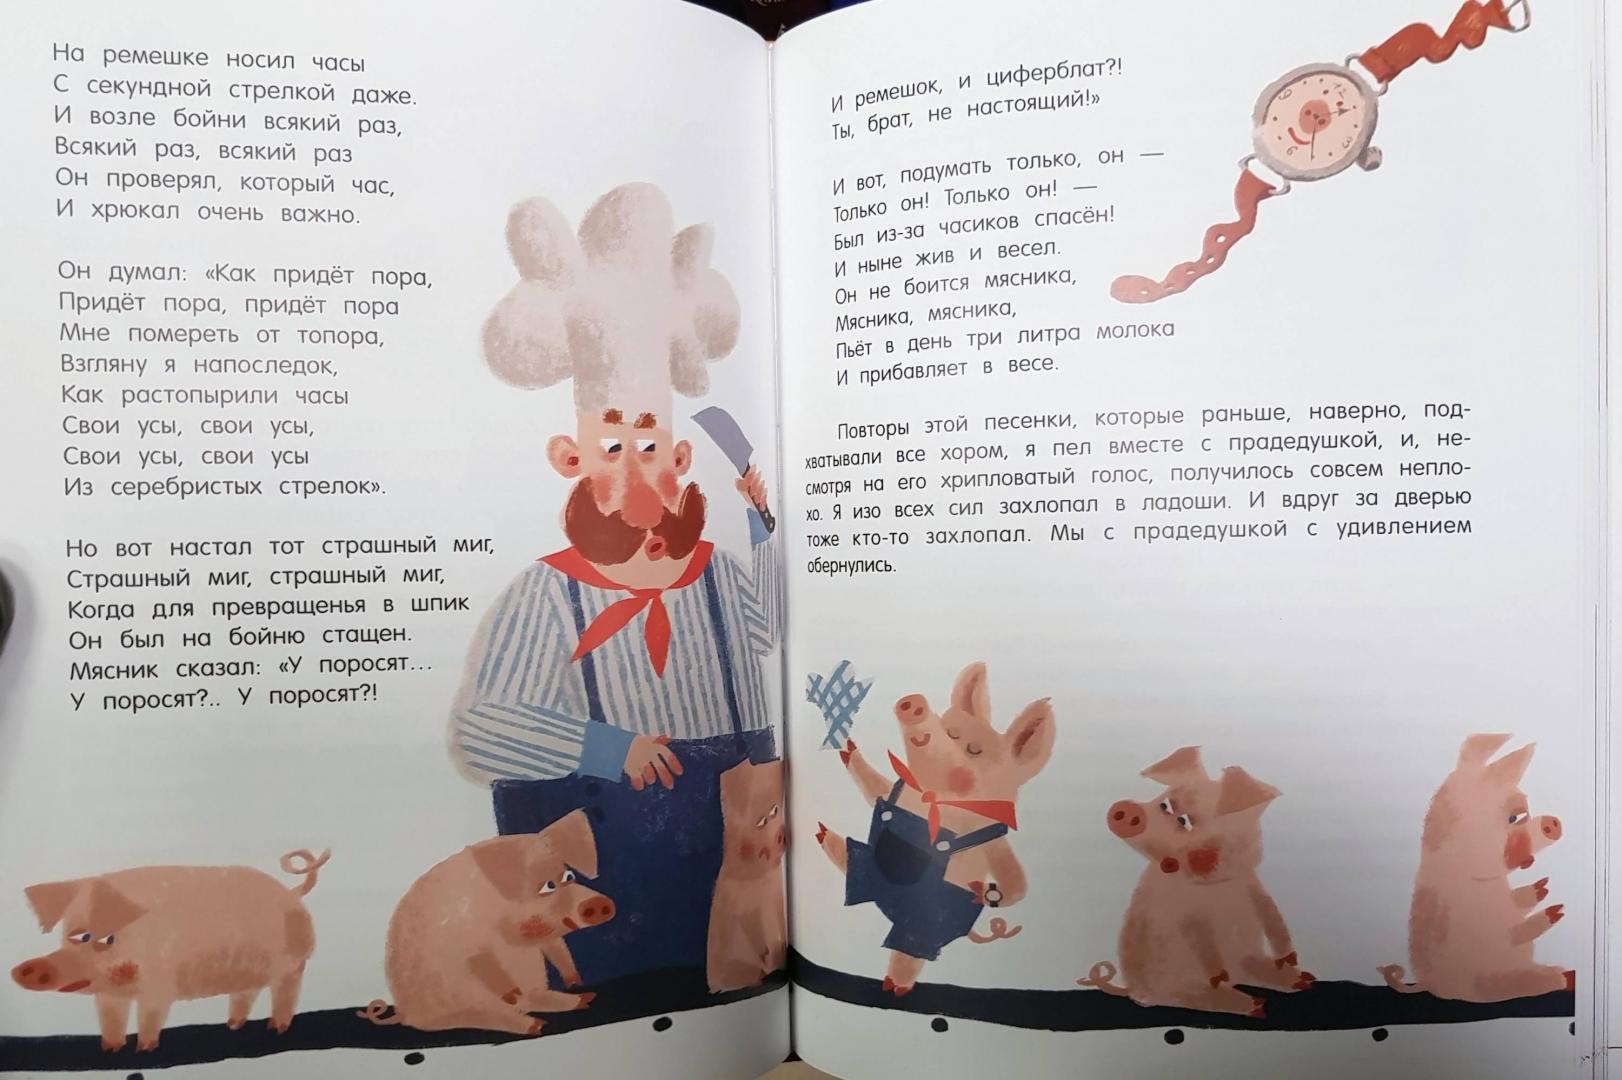 На ремешке носил часы
С секундной стрелкой даже.
И возле бойни всякий раз,
Всякий раз, всякий раз
Он проверял, который час,
И хрюкал очень важно.
Он думал: «Как придёт пора,
Придёт пора, придёт пора
Мне помереть от топора,
Взгляну я напоследок,
Как растопырили часы
Свои усы, свои усы,
Свои усы, свои усы
Из серебристых стрелок».
Но вот настал тот страшный миг,
Страшный миг, страшный миг,
Когда для превращенья в шпик
Он был на бойню стащен.
Мясник сказал: «У поросят...
У поросят?.. У поросят?!
И ремешок, и циферблат?!
Ты, брат, не настоящий!»
И вот, подумать только, он —
Только он! Только он! —
Был из-за часиков спасён!
И ныне жив и весел.
Он не боится мясника,
Мясника, мясника,
Пьёт в день три литра молока
И прибавляет в весе.
Повторы этой песенки, которые раньше, наверно, под-
хватывали все хором, я пел вместе с прадедушкой, и, не-
смотря на его хрипловатый голос, получилось совсем непло-
хо. Я изо всех сил захлопал в ладоши. И вдруг за дверью
тоже кто-то захлопал. Мы с прадедушкой с удивлением
обернулись.
12
3
6
9